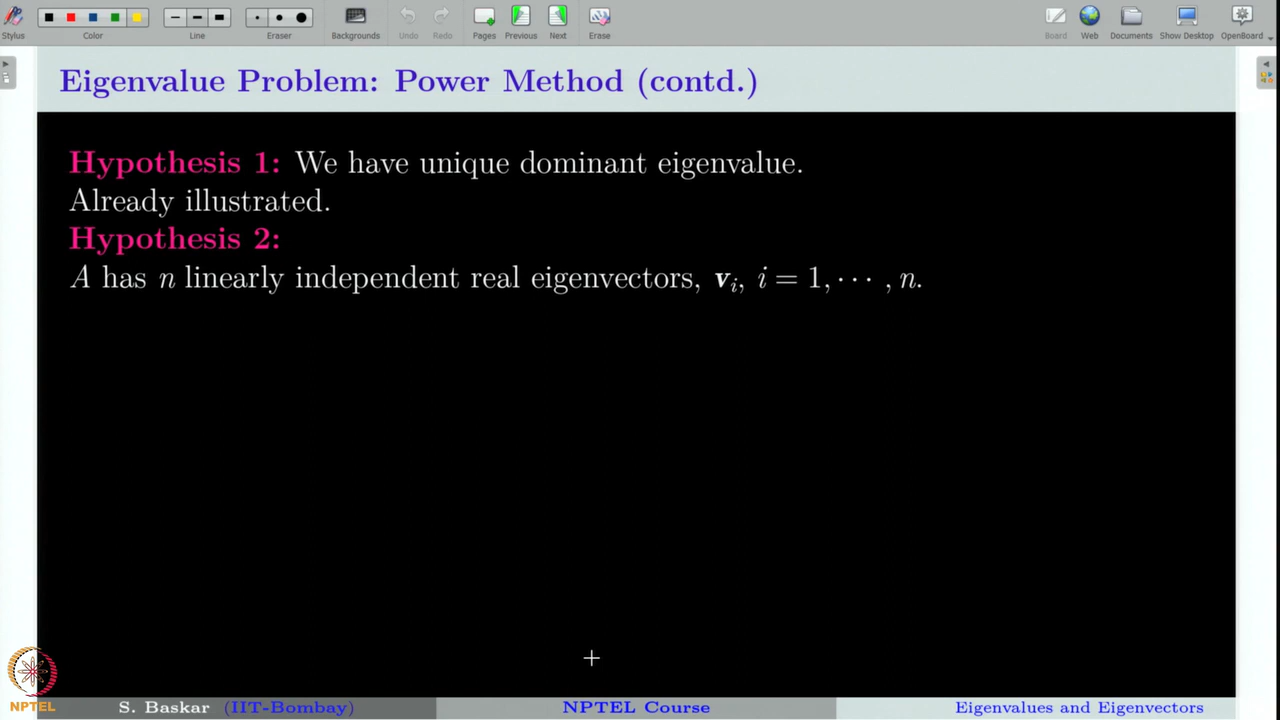 Stylus Color Line Eraser Backgrounds Undo Redo Pages Previous Next Erase Board Web Documents Show Desktop OpenBoard
Eigenvalue Problem: Power Method (contd.)
Hypothesis 1: We have unique dominant eigenvalue.
Already illustrated.
Hypothesis 2:
A has n linearly independent real eigenvectors, vᵢ, i = 1, ··· , n.
NPTEL
S. Baskar (IIT-Bombay) NPTEL Course Eigenvalues and Eigenvectors